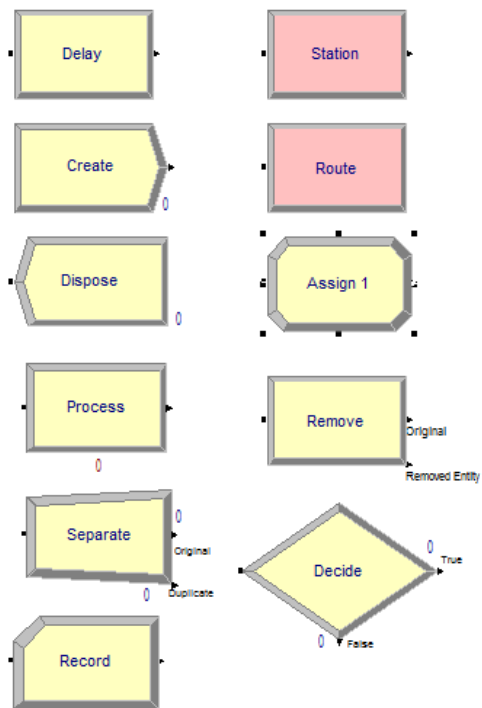 Delay
Station
Create
0
Route
Dispose
0
Assign 1
Process
0
Remove
Original
Removed Entity
Separate
0
Original
0
Duplicate
Decide
0
True
0
False
Record